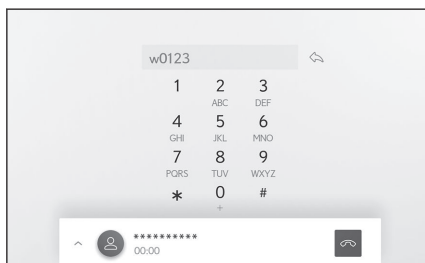 w0123
1 2 3
ABC DEF
4 5 6
GHI JKL MNO
7 8 9
PQRS TUV WXYZ
* 0 #
+
**********
00:00